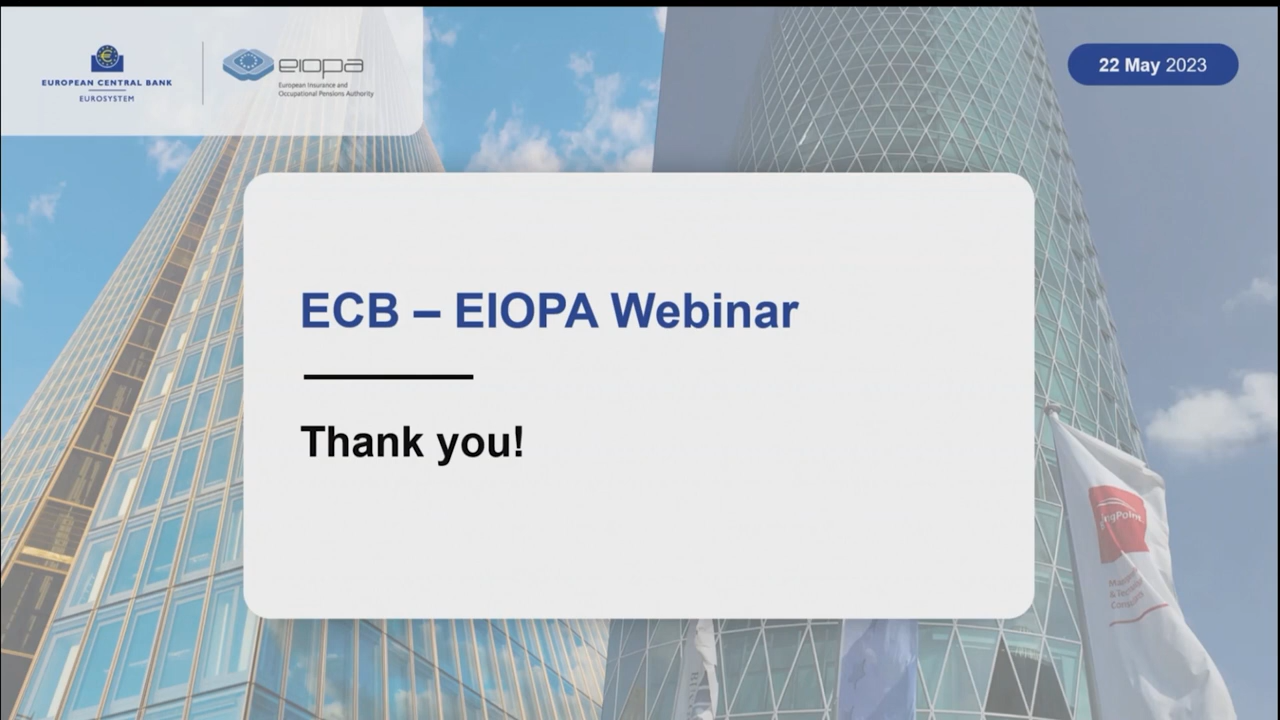 EUROPEAN CENTRAL BANK
EUROSYSTEM
eiopa
European Insurance and
Occupational Pensions Authority
22 May 2023
ECB – EIOPA Webinar
Thank you!